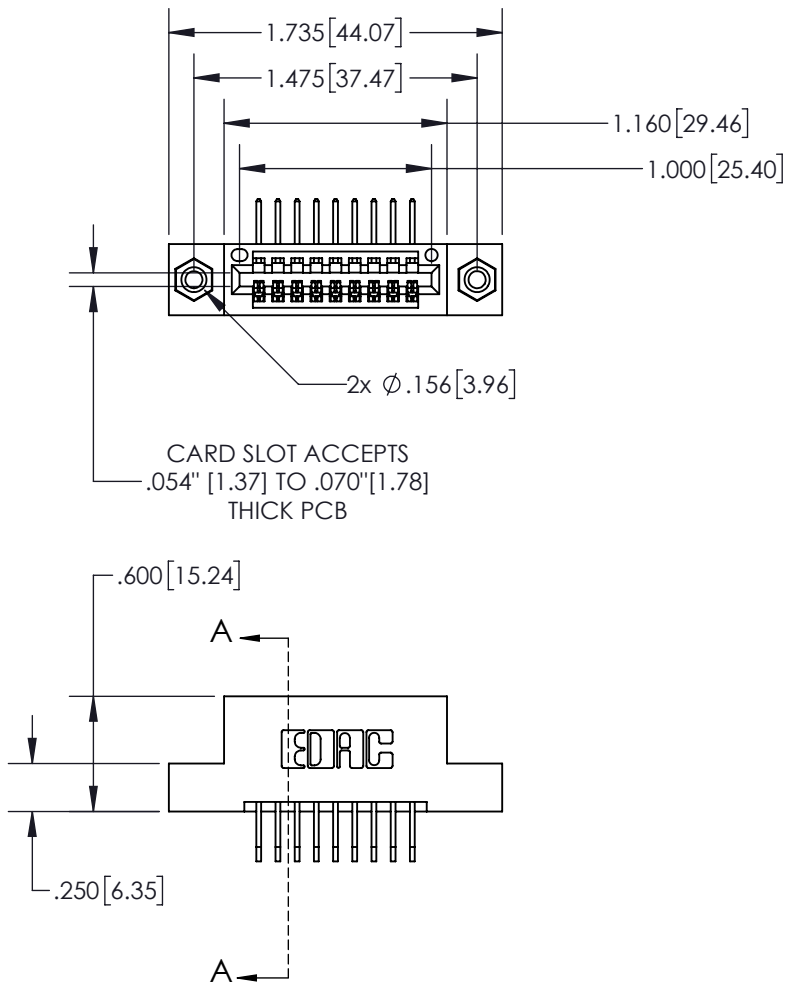 1.735[44.07]
1.475[37.47]
1.160[29.46]
1.000[25.40]
2x Ø.156[3.96]
CARD SLOT ACCEPTS
.054" [1.37] TO .070"[1.78]
THICK PCB
.600[15.24]
A
EDAC
.250[6.35]
A